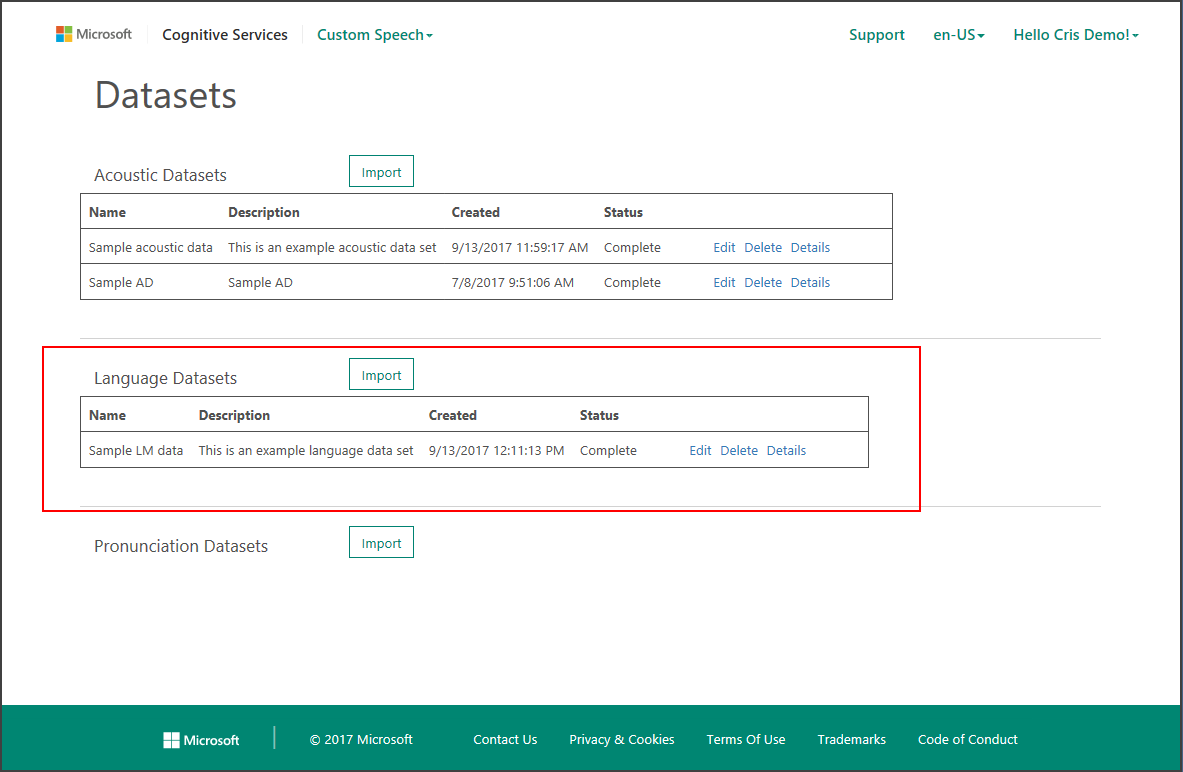 Microsoft Cognitive Services Custom Speech Support en-US Hello Cris Demo!
Datasets
Acoustic Datasets Import
Name Description Created Status
Sample acoustic data This is an example acoustic data set 9/13/2017 11:59:17 AM Complete Edit Delete Details
Sample AD Sample AD 7/8/2017 9:51:06 AM Complete Edit Delete Details
Language Datasets Import
Name Description Created Status
Sample LM data This is an example language data set 9/13/2017 12:11:13 PM Complete Edit Delete Details
Pronunciation Datasets Import
Microsoft © 2017 Microsoft Contact Us Privacy & Cookies Terms Of Use Trademarks Code of Conduct